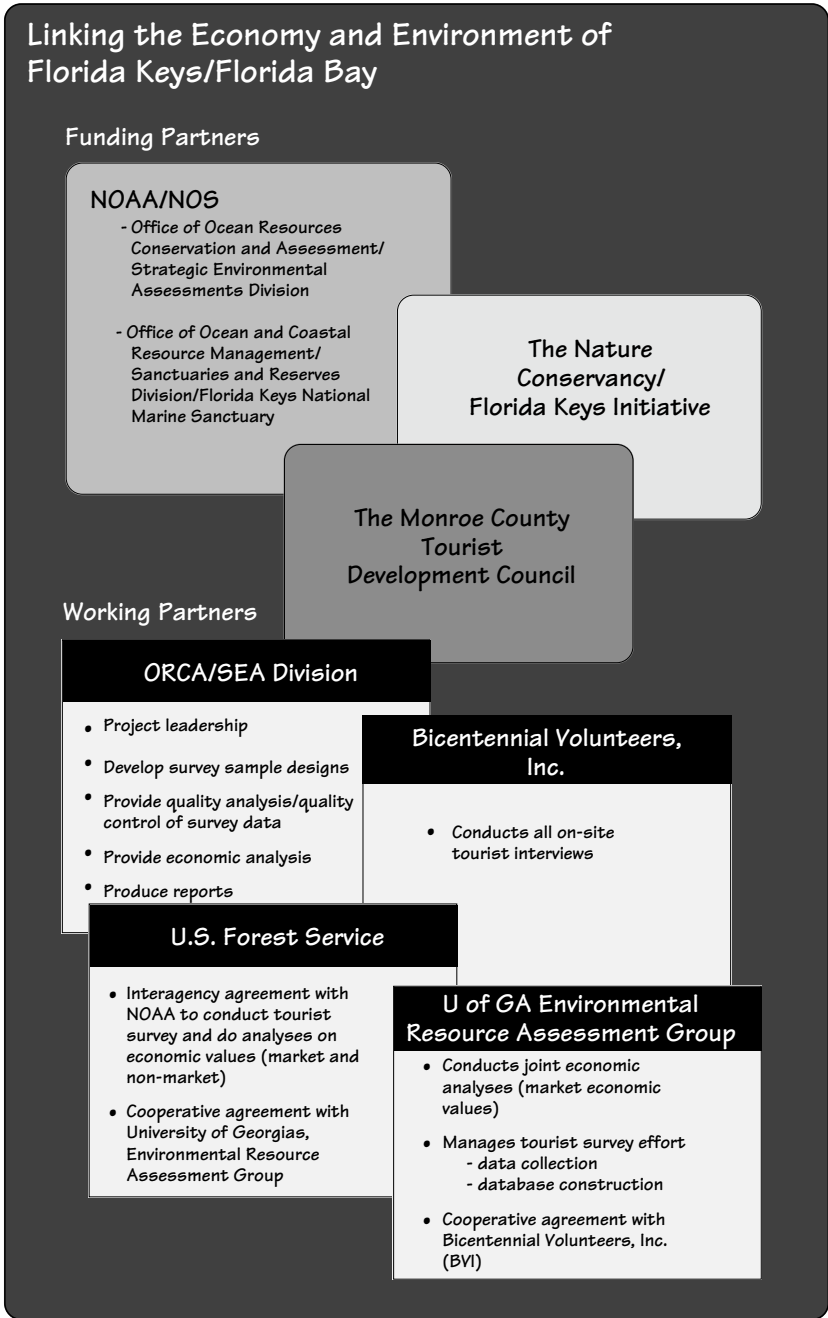 Linking the Economy and Environment of
Florida Keys/Florida Bay
Funding Partners
NOAA/NOS
- Office of Ocean Resources
Conservation and Assessment/
Strategic Environmental
Assessments Division
- Office of Ocean and Coastal
Resource Management/
Sanctuaries and Reserves
Division/Florida Keys National
Marine Sanctuary
The Nature
Conservancy/
Florida Keys Initiative
The Monroe County
Tourist
Development Council
Working Partners
ORCA/SEA Division
• Project leadership
• Develop survey sample designs
• Provide quality analysis/quality
control of survey data
• Provide economic analysis
• Produce reports
Bicentennial Volunteers,
Inc.
• Conducts all on-site
tourist interviews
U.S. Forest Service
• Interagency agreement with
NOAA to conduct tourist
survey and do analyses on
economic values (market and
non-market)
• Cooperative agreement with
University of Georgias,
Environmental Resource
Assessment Group
U of GA Environmental
Resource Assessment Group
• Conducts joint economic
analyses (market economic
values)
• Manages tourist survey effort
- data collection
- database construction
• Cooperative agreement with
Bicentennial Volunteers, Inc.
(BVI)